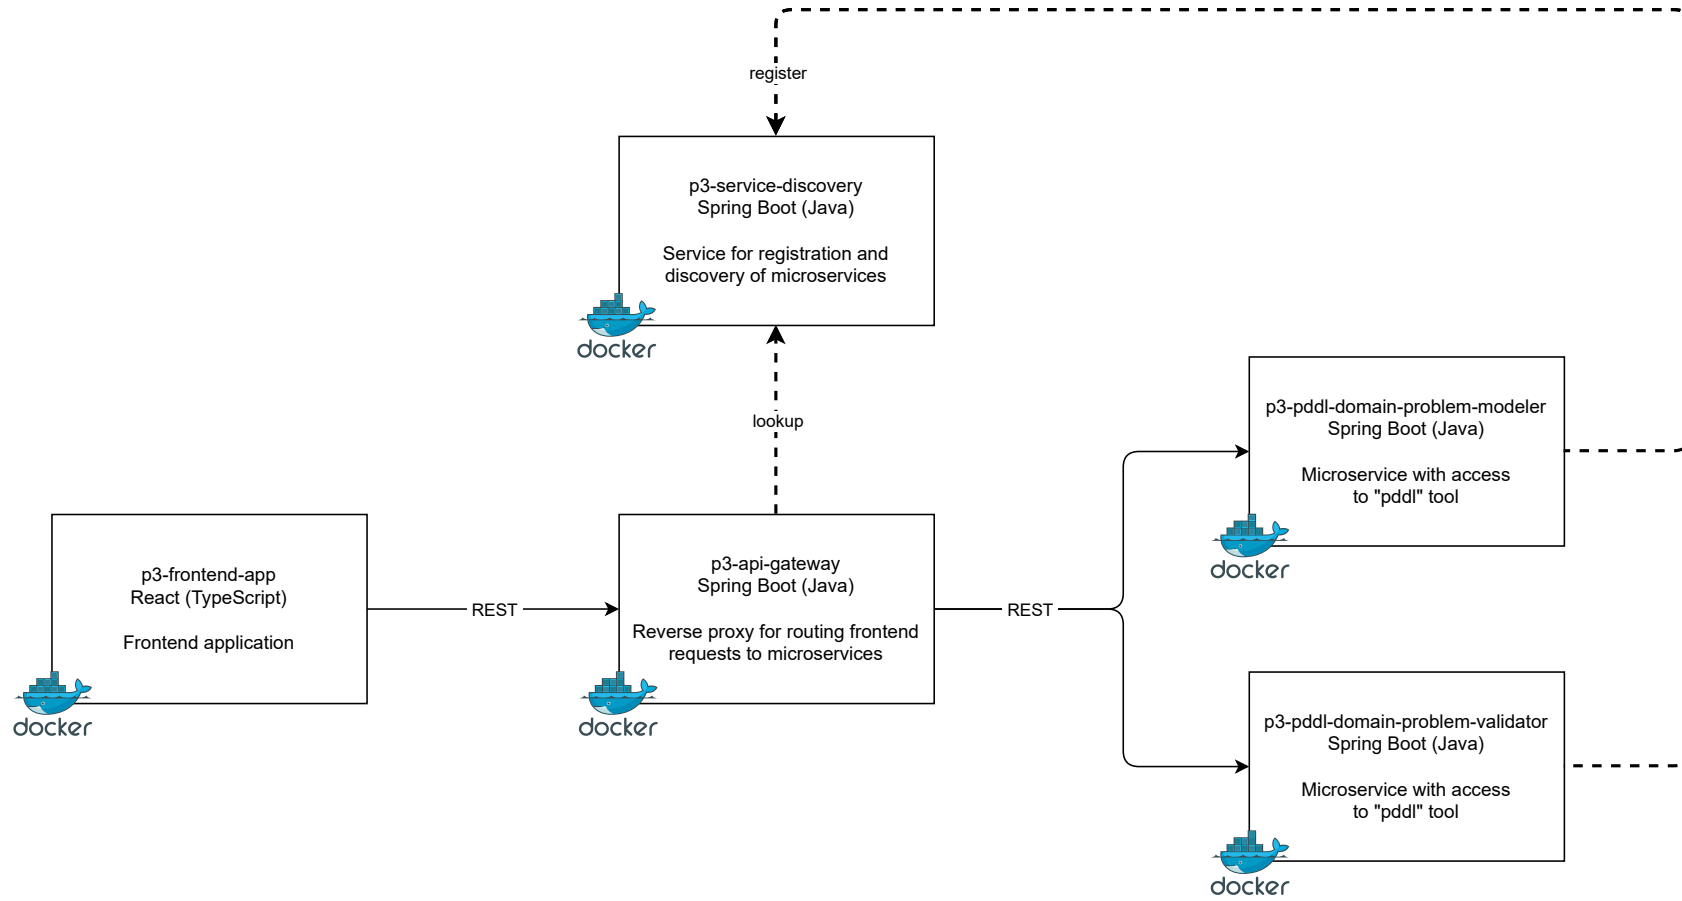 register
p3-service-discovery
Spring Boot (Java)
Service for registration and
discovery of microservices
docker
lookup
p3-frontend-app
React (TypeScript)
Frontend application
docker
REST
p3-api-gateway
Spring Boot (Java)
Reverse proxy for routing frontend
requests to microservices
docker
REST
p3-pddl-domain-problem-modeler
Spring Boot (Java)
Microservice with access
to "pddl" tool
docker
p3-pddl-domain-problem-validator
Spring Boot (Java)
Microservice with access
to "pddl" tool
docker